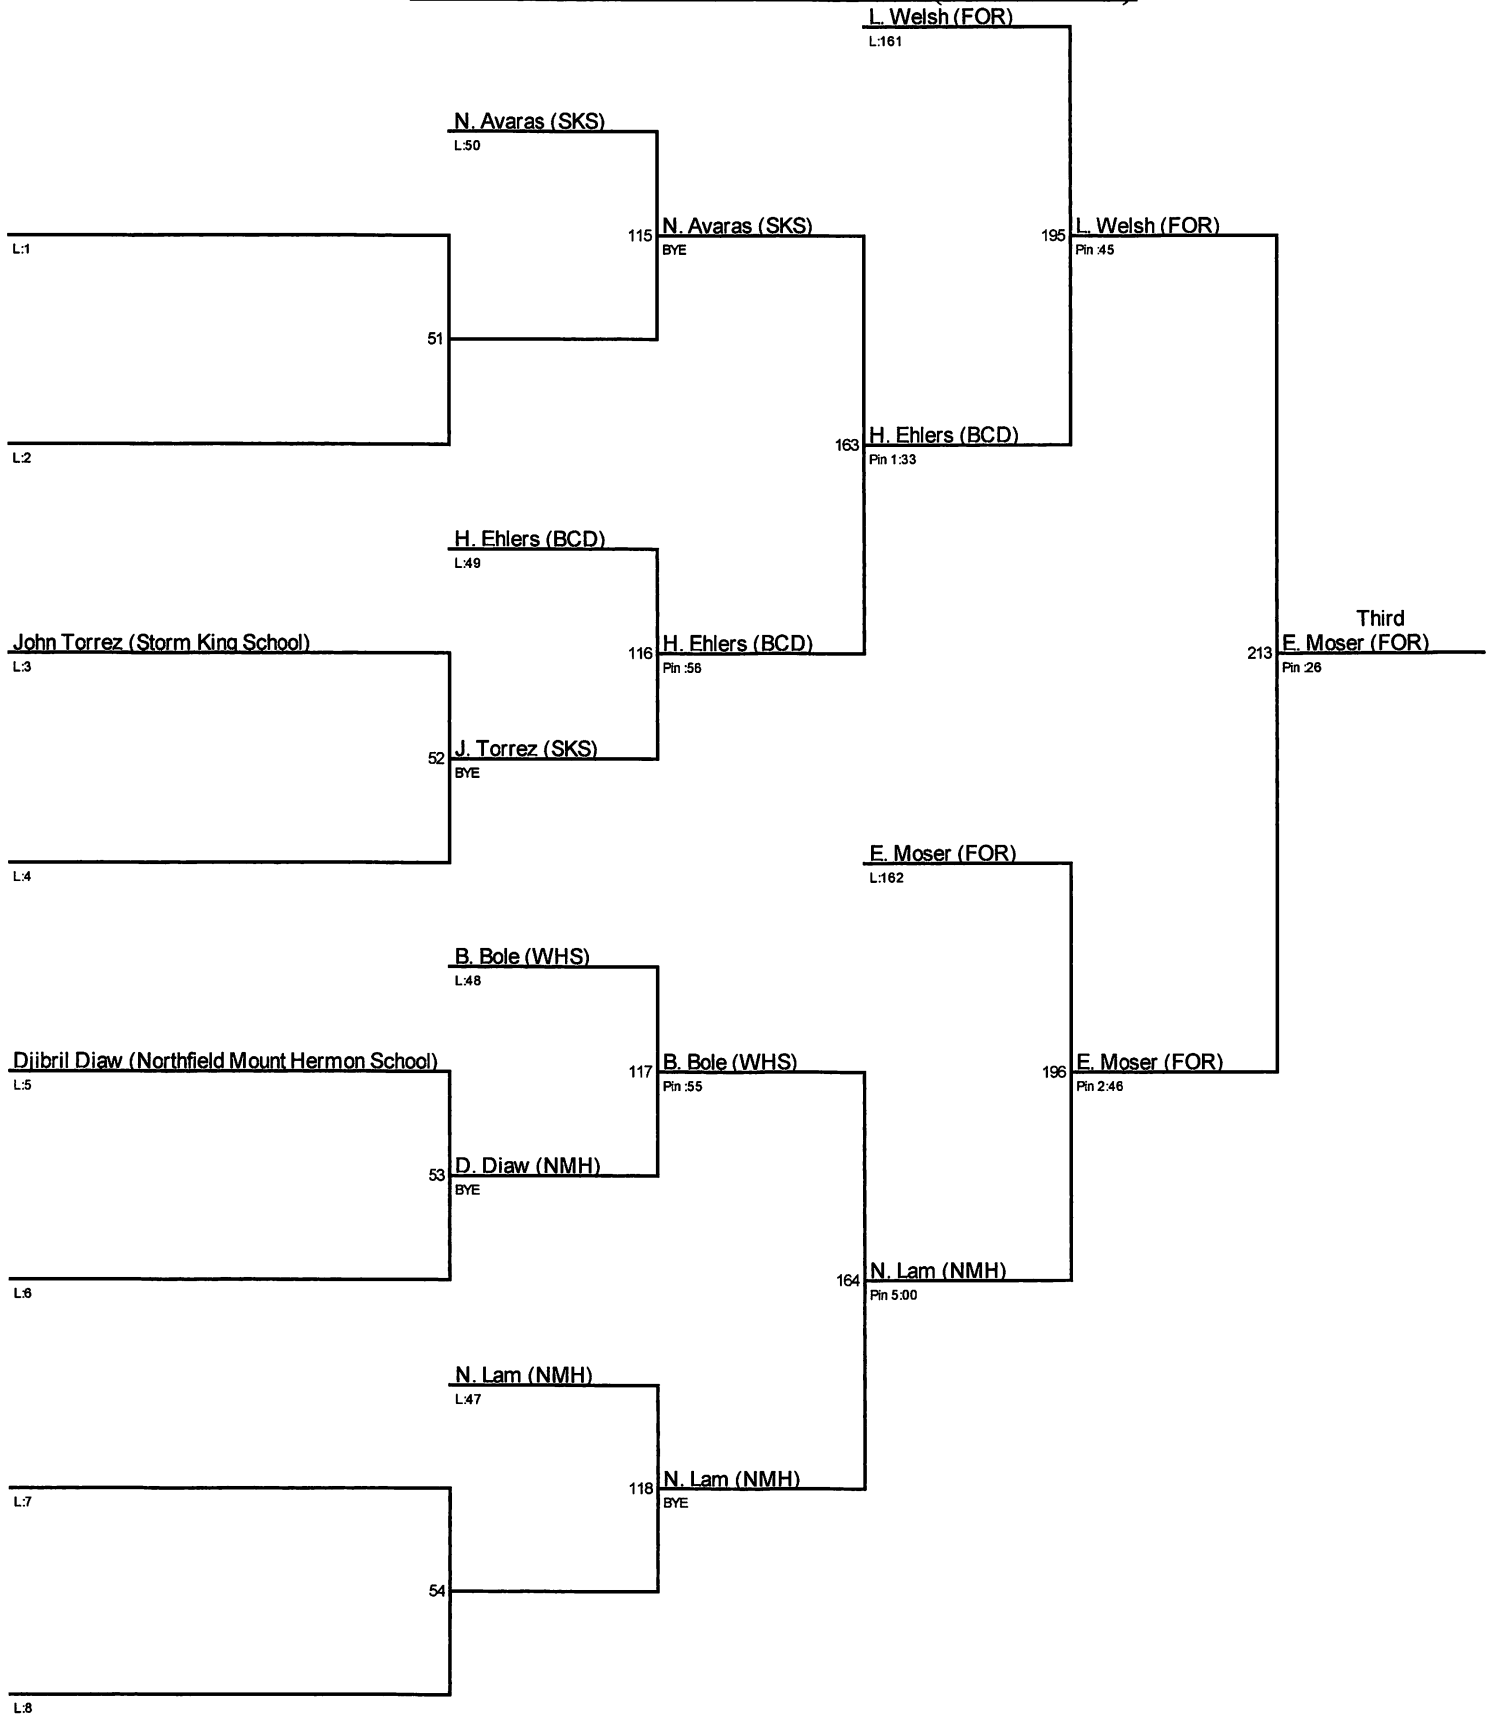 L. Welsh (FOR)
L:161
N. Avaras (SKS)
L:50
115 N. Avaras (SKS)
BYE
195 L. Welsh (FOR)
Pin :45
L:1
51
163 H. Ehlers (BCD)
Pin 1:33
L:2
H. Ehlers (BCD)
L:49
Third
John Torrez (Storm King School)
L:3
116 H. Ehlers (BCD)
Pin :56
213 E. Moser (FOR)
Pin :26
52 J. Torrez (SKS)
BYE
E. Moser (FOR)
L:162
L:4
B. Bole (WHS)
L:48
Djibril Diaw (Northfield Mount Hermon School)
L:5
117 B. Bole (WHS)
Pin :55
196 E. Moser (FOR)
Pin 2:46
53 D. Diaw (NMH)
BYE
164 N. Lam (NMH)
Pin 5:00
L:6
N. Lam (NMH)
L:47
118 N. Lam (NMH)
BYE
L:7
54
L:8